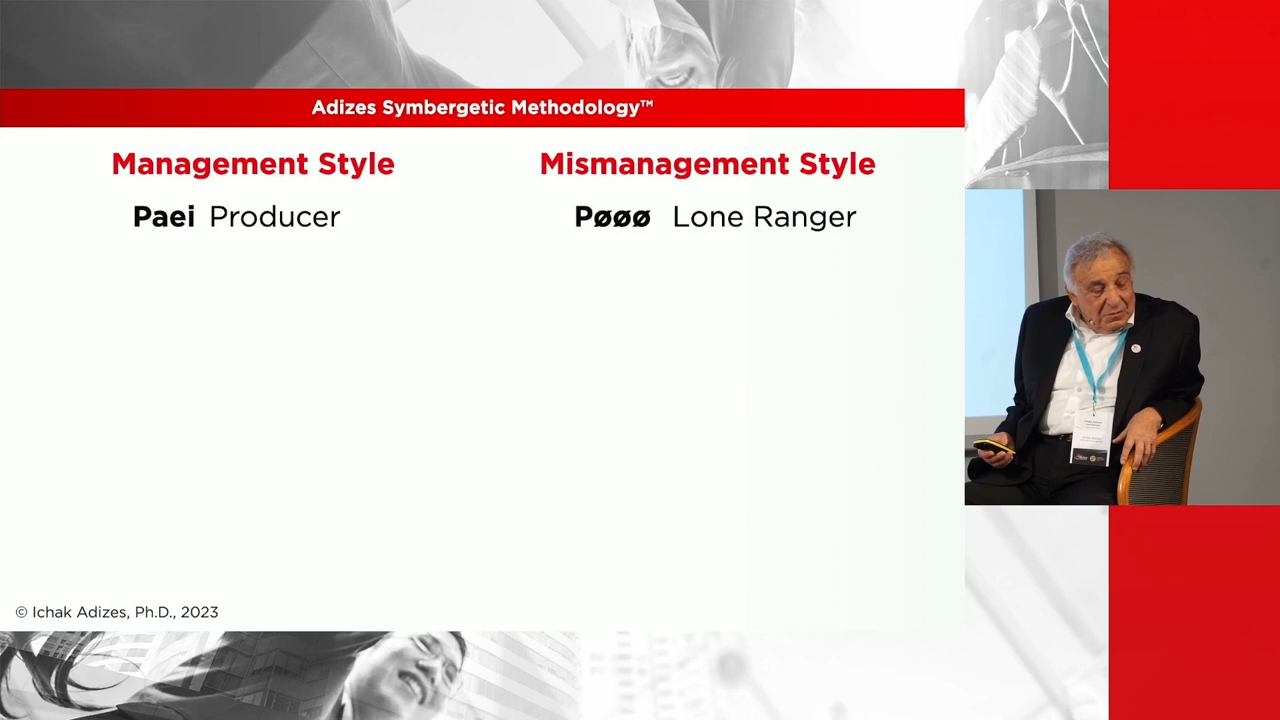 Adizes Symbergetic Methodology™
Management Style
Mismanagement Style
Paei Producer
Pøøø Lone Ranger
© Ichak Adizes, Ph.D., 2023